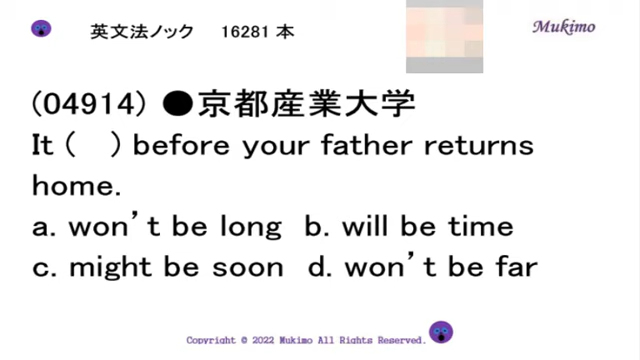 英文法ノック 16281 本
Mukimo
(04914) ●京都産業大学
It (   ) before your father returns
home.
a. won't be long  b. will be time
c. might be soon  d. won't be far
Copyright © 2022 Mukimo All Rights Reserved.